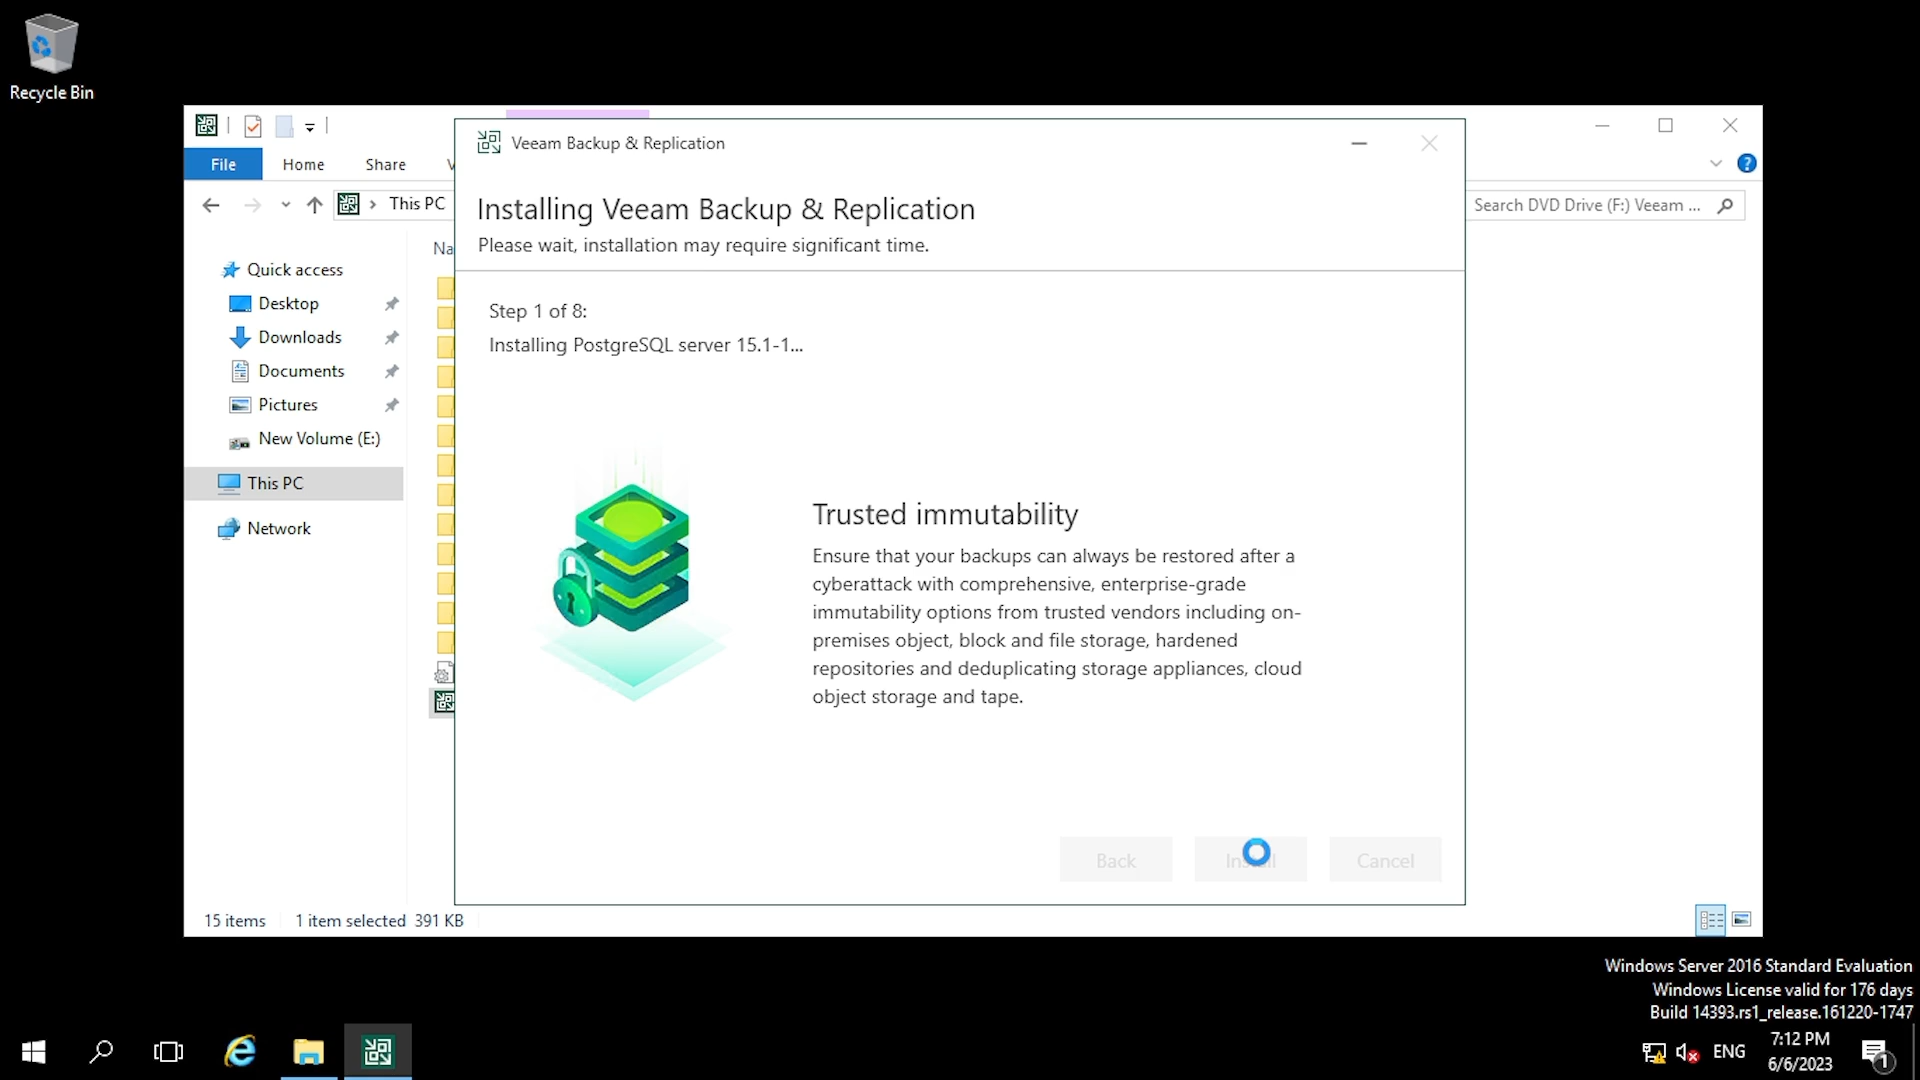 Recycle Bin
File
Home
Share
This PC
Search DVD Drive (F:) Veeam ...
Quick access
Desktop
Downloads
Documents
Pictures
New Volume (E:)
This PC
Network
Na
Veeam Backup & Replication
Installing Veeam Backup & Replication
Please wait, installation may require significant time.
Step 1 of 8:
Installing PostgreSQL server 15.1-1...
Trusted immutability
Ensure that your backups can always be restored after a
cyberattack with comprehensive, enterprise-grade
immutability options from trusted vendors including on-
premises object, block and file storage, hardened
repositories and deduplicating storage appliances, cloud
object storage and tape.
Back
Install
Cancel
15 items
1 item selected 391 KB
Windows Server 2016 Standard Evaluation
Windows License valid for 176 days
Build 14393.rs1_release.161220-1747
ENG
7:12 PM
6/6/2023
1